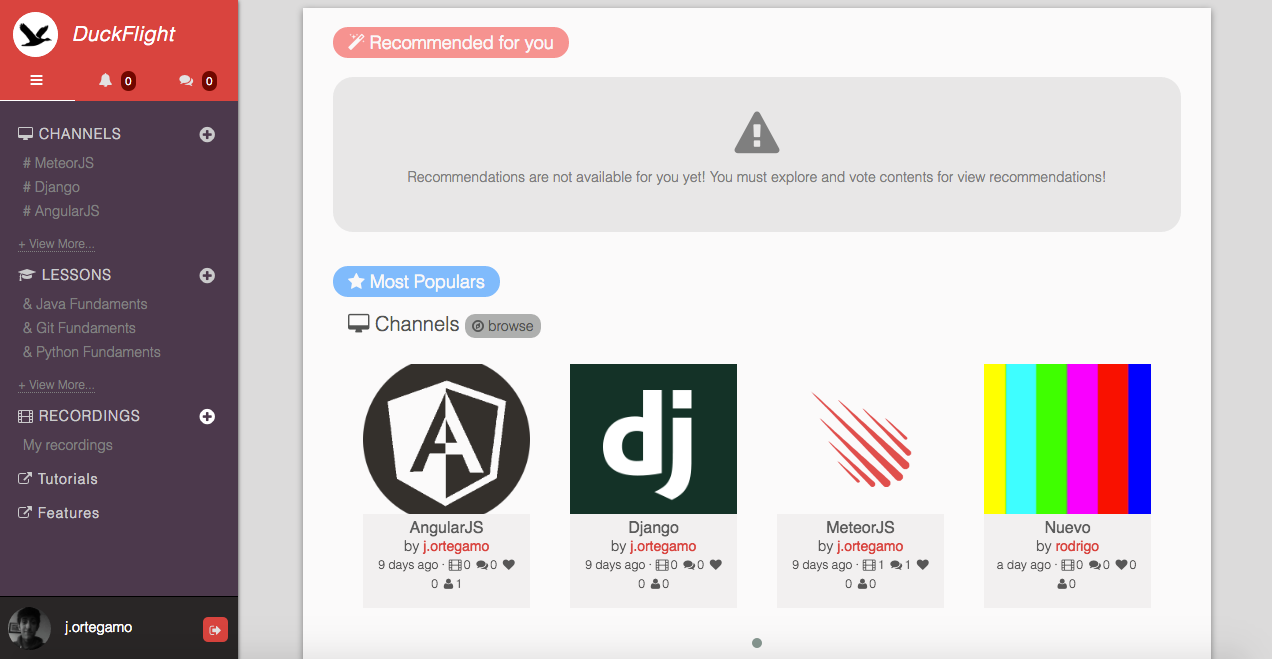 DuckFlight
0
0
CHANNELS
# MeteorJS
# Django
# AngularJS
+ View More...
LESSONS
& Java Fundaments
& Git Fundaments
& Python Fundaments
+ View More...
RECORDINGS
My recordings
Tutorials
Features
j.ortegamo
Recommended for you
Recommendations are not available for you yet! You must explore and vote contents for view recommendations!
Most Populars
Channels browse
dj
AngularJS
by j.ortegamo
9 days ago · 0 0
0 1
Django
by j.ortegamo
9 days ago · 0 0
0 0
MeteorJS
by j.ortegamo
9 days ago · 1 1
0 0
Nuevo
by rodrigo
a day ago · 0 0 0
0